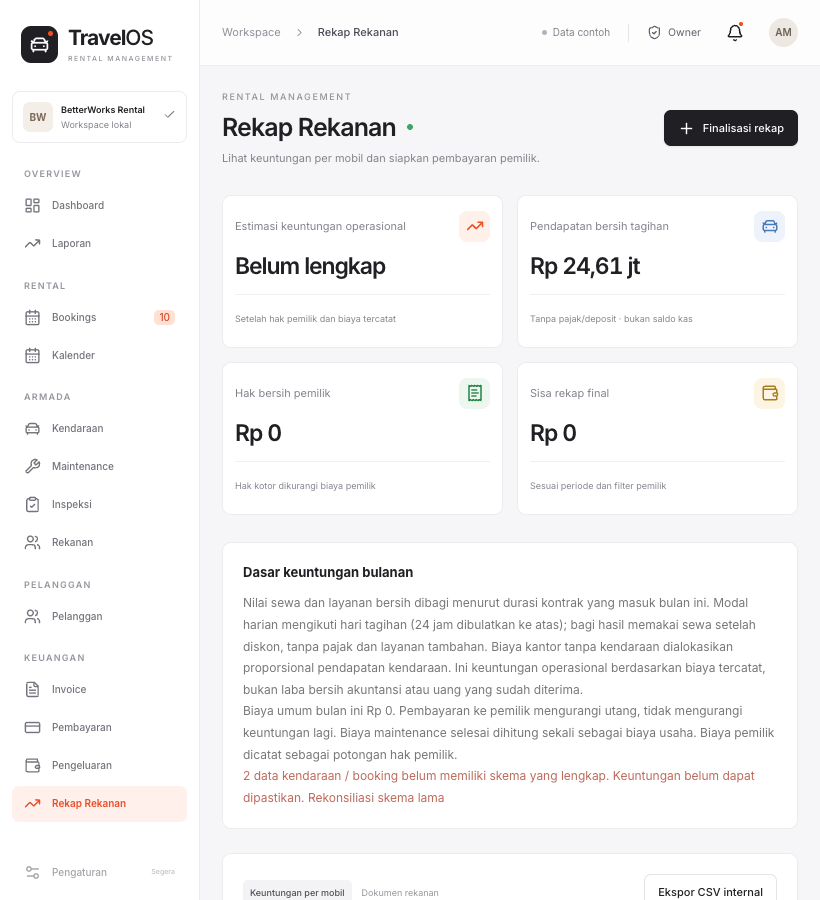 TravelOS
RENTAL MANAGEMENT
BW
BetterWorks Rental
Workspace lokal
OVERVIEW
Dashboard
Laporan
RENTAL
Bookings 10
Kalender
ARMADA
Kendaraan
Maintenance
Inspeksi
Rekanan
PELANGGAN
Pelanggan
KEUANGAN
Invoice
Pembayaran
Pengeluaran
Rekap Rekanan
Pengaturan Segera
Workspace Rekap Rekanan Data contoh Owner AM
RENTAL MANAGEMENT
Rekap Rekanan
Lihat keuntungan per mobil dan siapkan pembayaran pemilik.
Finalisasi rekap
Estimasi keuntungan operasional
Belum lengkap
Setelah hak pemilik dan biaya tercatat
Pendapatan bersih tagihan
Rp 24,61 jt
Tanpa pajak/deposit · bukan saldo kas
Hak bersih pemilik
Rp 0
Hak kotor dikurangi biaya pemilik
Sisa rekap final
Rp 0
Sesuai periode dan filter pemilik
Dasar keuntungan bulanan
Nilai sewa dan layanan bersih dibagi menurut durasi kontrak yang masuk bulan ini. Modal
harian mengikuti hari tagihan (24 jam dibulatkan ke atas); bagi hasil memakai sewa setelah
diskon, tanpa pajak dan layanan tambahan. Biaya kantor tanpa kendaraan dialokasikan
proporsional pendapatan kendaraan. Ini keuntungan operasional berdasarkan biaya tercatat,
bukan laba bersih akuntansi atau uang yang sudah diterima.
Biaya umum bulan ini Rp 0. Pembayaran ke pemilik mengurangi utang, tidak mengurangi
keuntungan lagi. Biaya maintenance selesai dihitung sekali sebagai biaya usaha. Biaya pemilik
dicatat sebagai potongan hak pemilik.
2 data kendaraan / booking belum memiliki skema yang lengkap. Keuntungan belum dapat
dipastikan. Rekonsiliasi skema lama
Keuntungan per mobil Dokumen rekanan Ekspor CSV internal